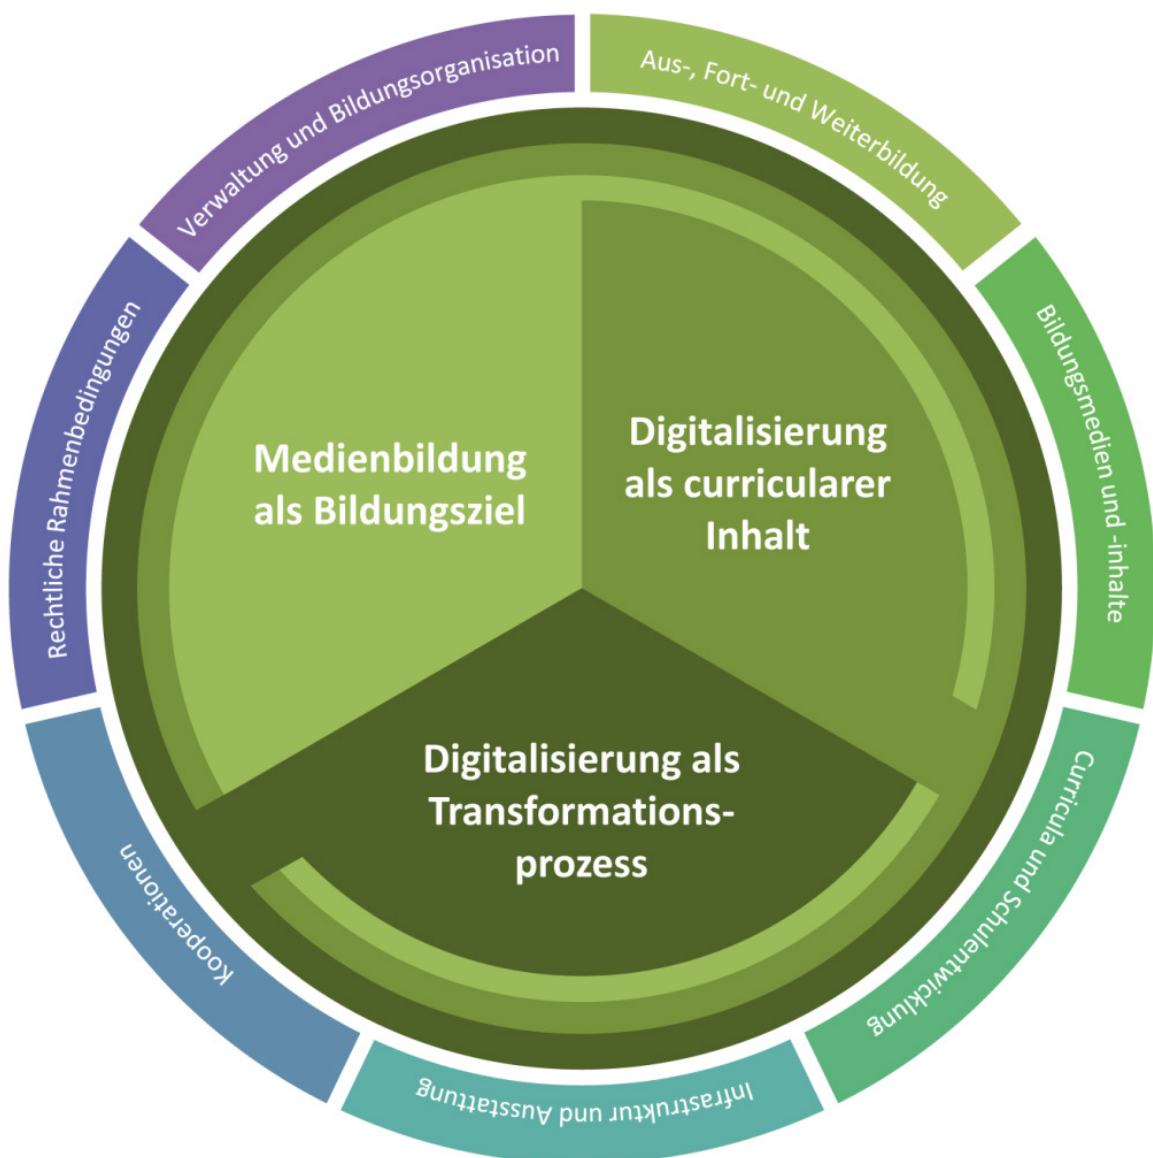 Verwaltung und Bildungsorganisation
Aus-, Fort- und Weiterbildung
Bildungsmedien und -inhalte
Curricula und Schulentwicklung
Infrastruktur und Ausstattung
Kooperationen
Rechtliche Rahmenbedingungen
Medienbildung
als Bildungsziel
Digitalisierung
als curricularer
Inhalt
Digitalisierung als
Transformations-
prozess